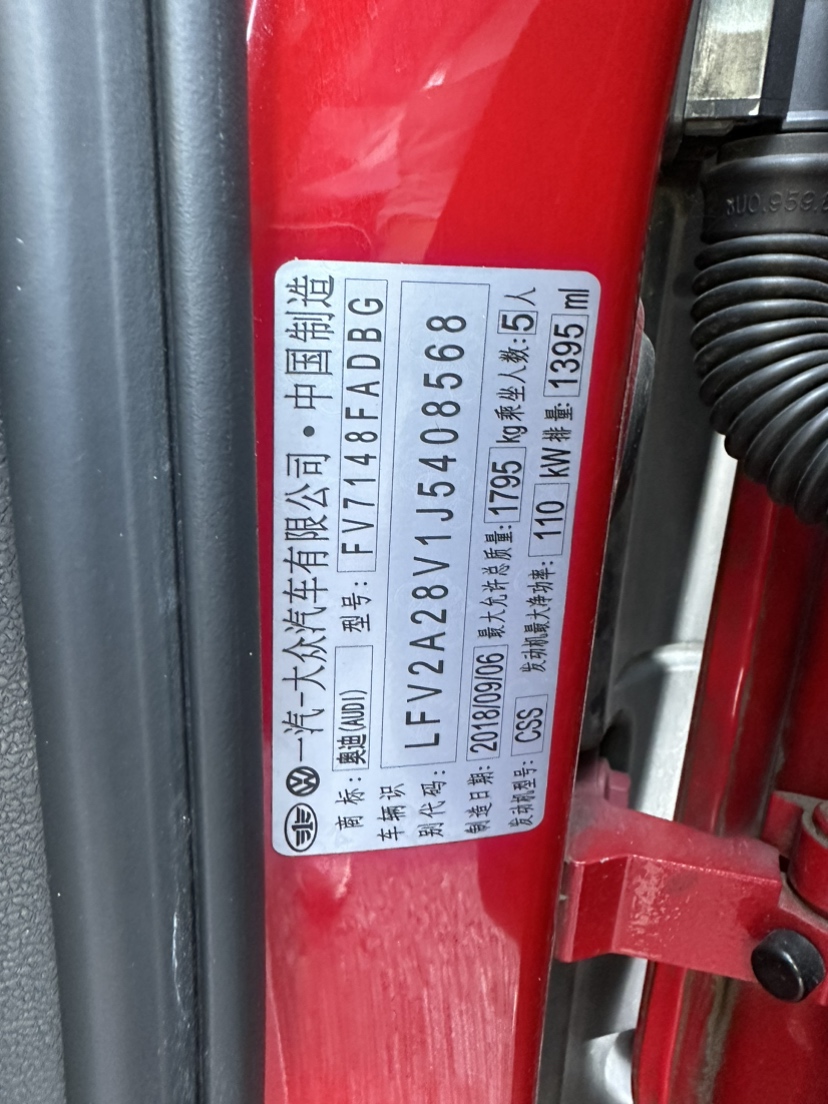 一汽-大众汽车有限公司·中国制造
商标: 奥迪(AUDI) 型号: FV7148FADBG
车辆识
别代码: LFV2A28V1J5408568
制造日期: 2018/09/06 最大允许总质量: 1795 kg 乘坐人数: 5 人
发动机型号: CSS 发动机最大净功率: 110 kW 排量: 1395 ml
8U0.959.